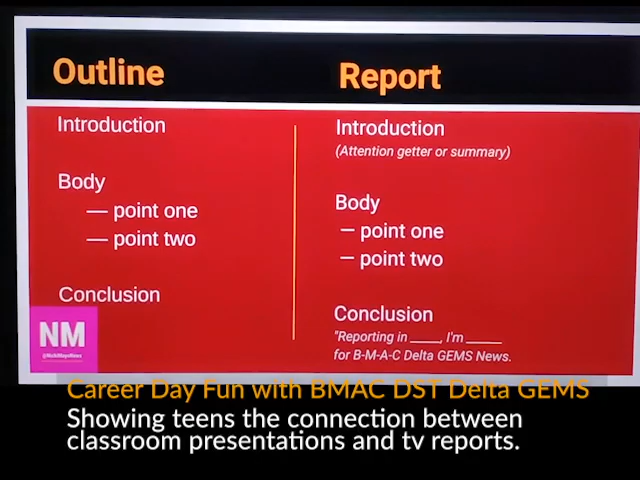 Outline
Introduction
Body
— point one
— point two
Conclusion
Report
Introduction
(Attention getter or summary)
Body
– point one
– point two
Conclusion
"Reporting in _____, I'm ______
for B-M-A-C Delta GEMS News.
NM
Career Day Fun with BMAC DST Delta GEMS
Showing teens the connection between
classroom presentations and tv reports.